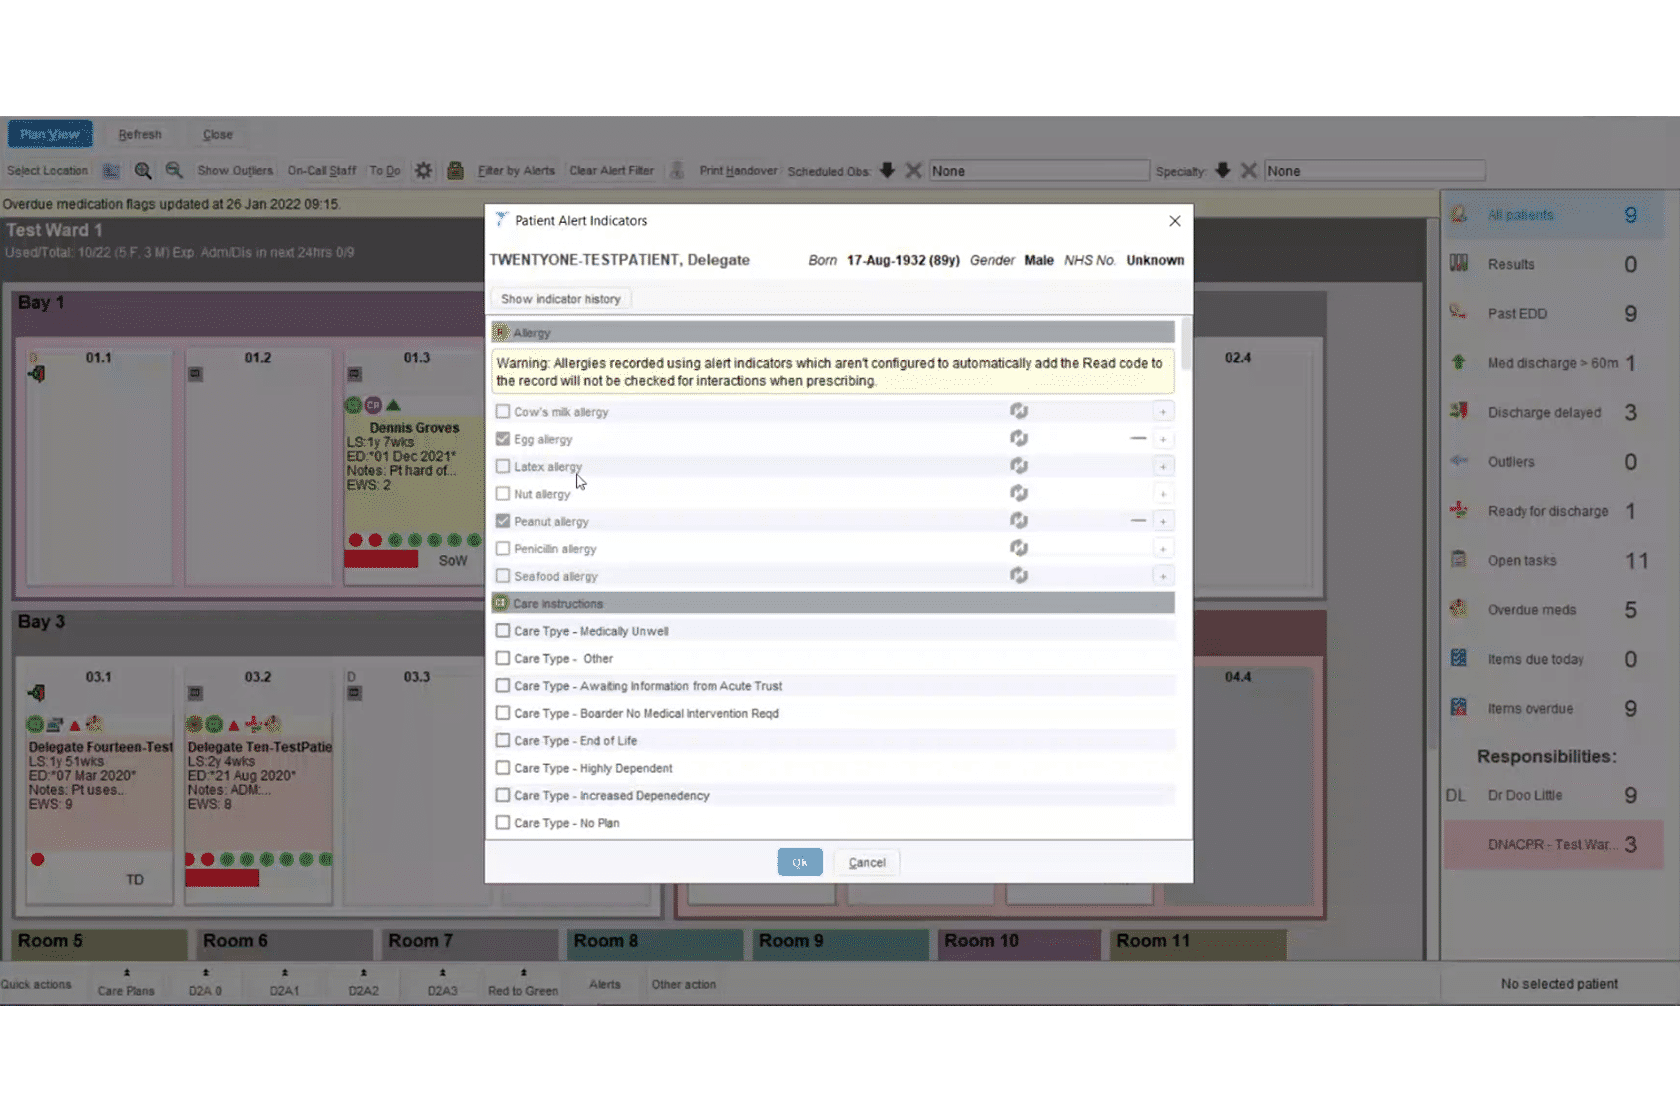 Plan View Refresh Close
Select Location Show Outliers On-Call Staff To Do Filter by Alerts Clear Alert Filter Print Handover Scheduled Obs: None Specialty: None
Overdue medication flags updated at 26 Jan 2022 09:15.
Test Ward 1
Used/Total: 10/22 (5 F, 3 M) Exp. Adm/Dis in next 24hrs 0/9
Bay 1
01.1 01.2 01.3
D
CP
Dennis Groves
LS:1y 7wks
ED:*01 Dec 2021*
Notes: Pt hard of...
EWS: 2
SoW
02.4
Bay 3
03.1 03.2 D 03.3
Delegate Fourteen-Test
LS:1y 51wks
ED:*07 Mar 2020*
Notes: Pt uses..
EWS: 9
TD
Delegate Ten-TestPatie
LS:2y 4wks
ED:*21 Aug 2020*
Notes: ADM:...
EWS: 8
04.4
Room 5 Room 6 Room 7 Room 8 Room 9 Room 10 Room 11
Quick actions Care Plans D2A 0 D2A1 D2A2 D2A3 Red to Green Alerts Other action
Patient Alert Indicators
TWENTYONE-TESTPATIENT, Delegate Born 17-Aug-1932 (89y) Gender Male NHS No. Unknown
Show indicator history
Allergy
Warning: Allergies recorded using alert indicators which aren't configured to automatically add the Read code to
the record will not be checked for interactions when prescribing.
Cow's milk allergy
Egg allergy
Latex allergy
Nut allergy
Peanut allergy
Penicillin allergy
Seafood allergy
Care instructions
Care Tpye - Medically Unwell
Care Type - Other
Care Type - Awaiting Information from Acute Trust
Care Type - Boarder No Medical Intervention Reqd
Care Type - End of Life
Care Type - Highly Dependent
Care Type - Increased Depenedency
Care Type - No Plan
Ok Cancel
All patients 9
Results 0
Past EDD 9
Med discharge > 60m 1
Discharge delayed 3
Outliers 0
Ready for discharge 1
Open tasks 11
Overdue meds 5
Items due today 0
Items overdue 9
Responsibilities:
DL Dr Doo Little 9
DNACPR - Test War... 3
No selected patient